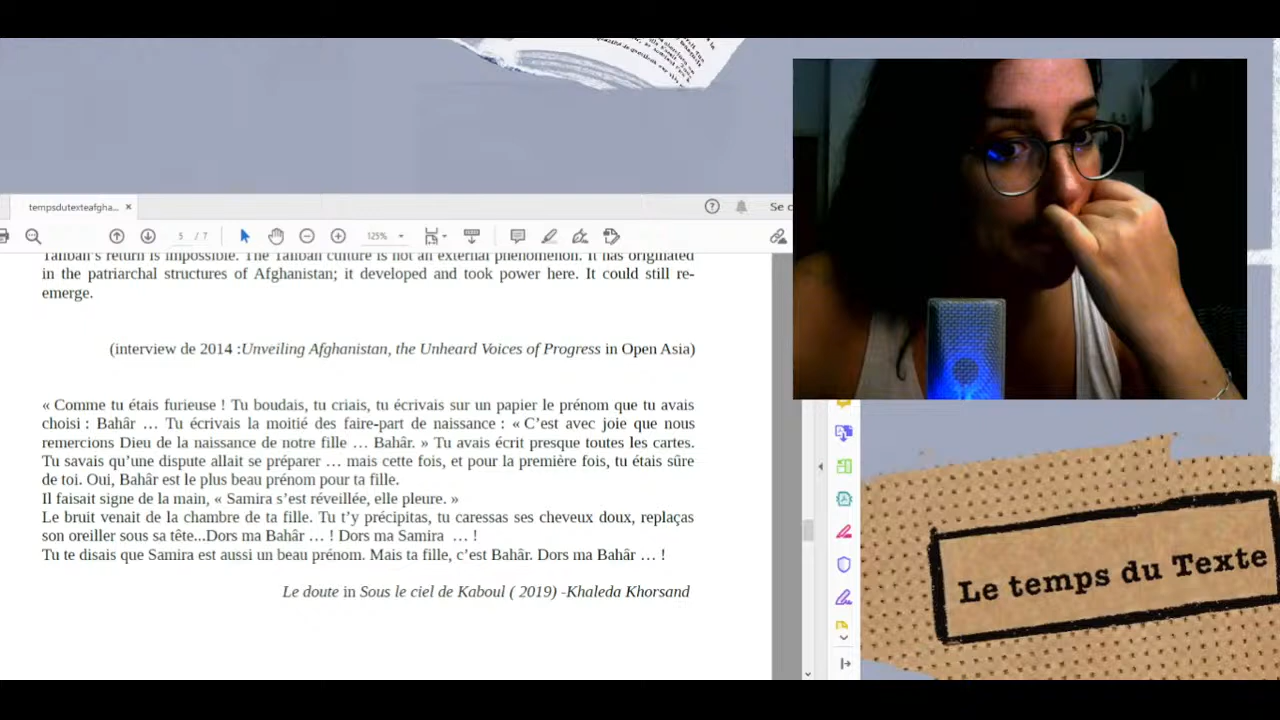 tempsdutexteafgha... ×
Se c
5 / 7
125%
Taliban's return is impossible. The Taliban culture is not an external phenomenon. It has originated
in the patriarchal structures of Afghanistan; it developed and took power here. It could still re-
emerge.
(interview de 2014 :Unveiling Afghanistan, the Unheard Voices of Progress in Open Asia)
« Comme tu étais furieuse ! Tu boudais, tu criais, tu écrivais sur un papier le prénom que tu avais
choisi : Bahâr … Tu écrivais la moitié des faire-part de naissance : « C'est avec joie que nous
remercions Dieu de la naissance de notre fille … Bahâr. » Tu avais écrit presque toutes les cartes.
Tu savais qu'une dispute allait se préparer … mais cette fois, et pour la première fois, tu étais sûre
de toi. Oui, Bahâr est le plus beau prénom pour ta fille.
Il faisait signe de la main, « Samira s'est réveillée, elle pleure. »
Le bruit venait de la chambre de ta fille. Tu t'y précipitas, tu caressas ses cheveux doux, replaças
son oreiller sous sa tête...Dors ma Bahâr … ! Dors ma Samira … !
Tu te disais que Samira est aussi un beau prénom. Mais ta fille, c'est Bahâr. Dors ma Bahâr … !
Le doute in Sous le ciel de Kaboul ( 2019) -Khaleda Khorsand
Le temps du Texte